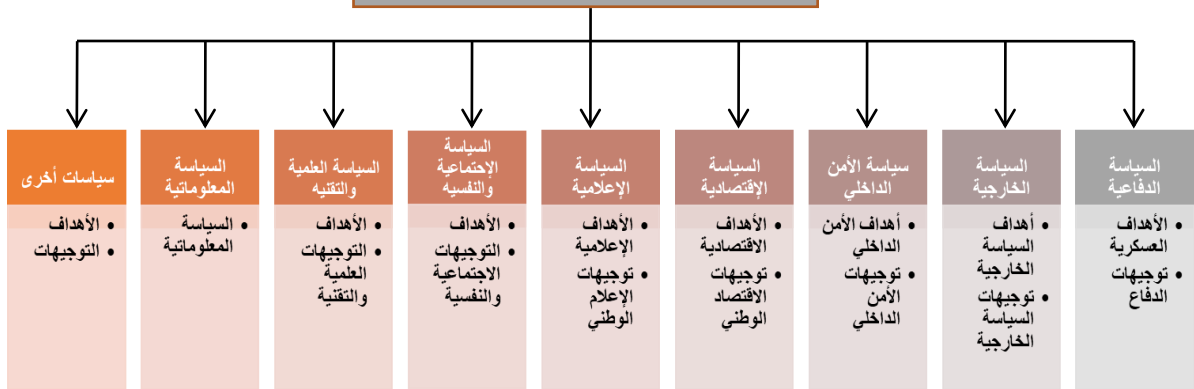 السياسة
الدفاعية
• الأهداف
العسكرية
• توجيهات
الدفاع
السياسة
الخارجية
• أهداف
السياسة
الخارجية
• توجيهات
السياسة
الخارجية
سياسة الأمن
الداخلي
• أهداف الأمن
الداخلي
• توجيهات
الأمن
الداخلي
السياسة
الإقتصادية
• الأهداف
الاقتصادية
• توجيهات
الاقتصاد
الوطني
السياسة
الإعلامية
• الأهداف
الإعلامية
• توجيهات
الإعلام
الوطني
السياسة
الإجتماعية
والنفسيه
• الأهداف
• التوجيهات
الاجتماعية
والنفسية
السياسة العلمية
والتقنيه
• الأهداف
• التوجيهات
العلمية
والتقنية
السياسة
المعلوماتية
• السياسة
المعلوماتية
سياسات أخرى
• الأهداف
• التوجيهات